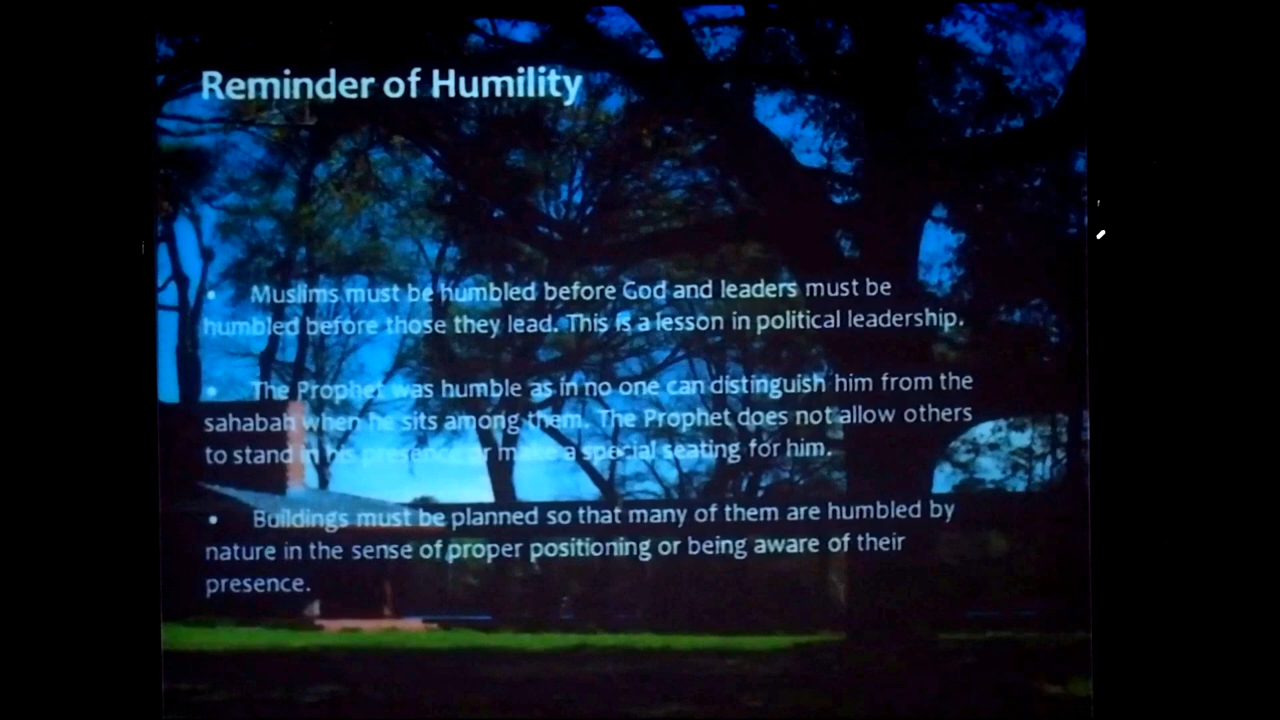 Reminder of Humility
• Muslims must be humbled before God and leaders must be
humbled before those they lead. This is a lesson in political leadership.
• The Prophet was humble as in no one can distinguish him from the
sahabah when he sits among them. The Prophet does not allow others
to stand in his presence or make a special seating for him.
• Buildings must be planned so that many of them are humbled by
nature in the sense of proper positioning or being aware of their
presence.